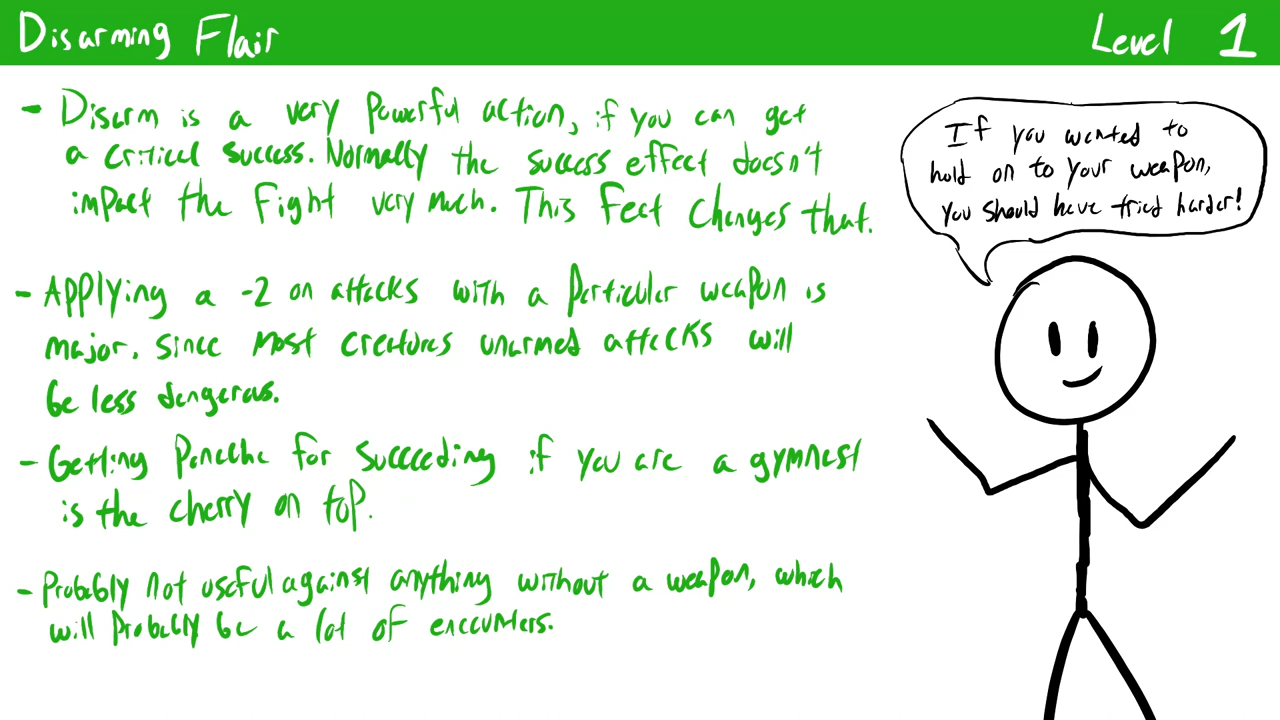 Disarming Flair
Level 1
- Disarm is a very powerful action, if you can get
a critical success. Normally the success effect doesn't
impact the fight very much. This feat changes that.
- Applying a -2 on attacks with a particular weapon is
major, since most creatures unarmed attacks will
be less dangerous.
- Getting Panache for succeeding if you are a gymnast
is the cherry on top.
- Probably not useful against anything without a weapon, which
will probably be a lot of encounters.
If you wanted to
hold on to your weapon,
you should have tried harder!